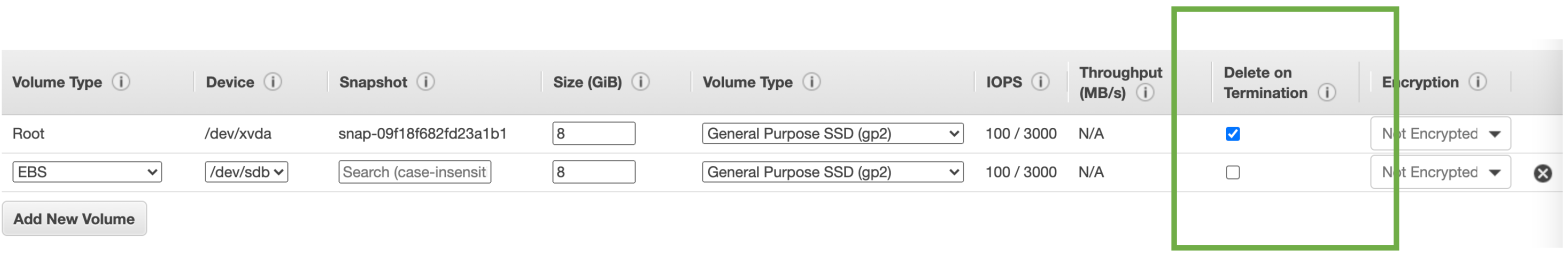 Volume Type i Device i Snapshot i Size (GiB) i Volume Type i IOPS i Throughput (MB/s) i Delete on Termination i Encryption i
Root /dev/xvda snap-09f18f682fd23a1b1 8 General Purpose SSD (gp2) 100 / 3000 N/A Not Encrypted
EBS /dev/sdb Search (case-insensit 8 General Purpose SSD (gp2) 100 / 3000 N/A Not Encrypted
Add New Volume